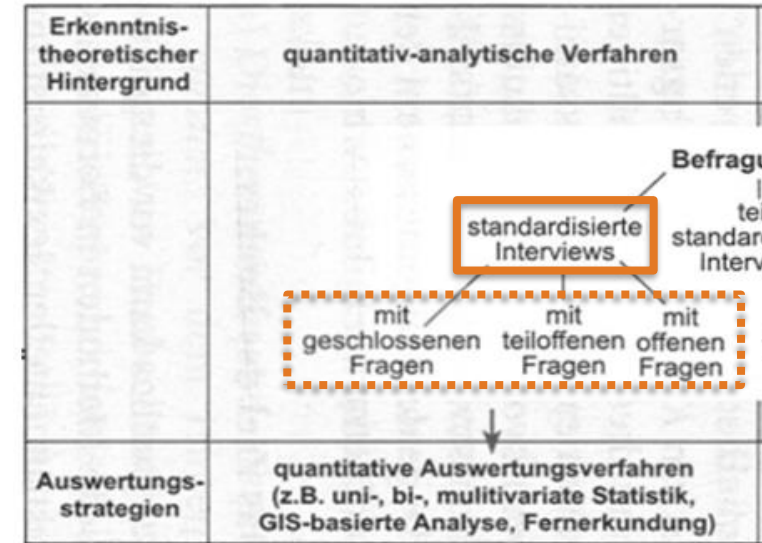 Erkenntnis-
theoretischer
Hintergrund
quantitativ-analytische Verfahren
standardisierte
Interviews
mit
geschlossenen
Fragen
mit
teiloffenen
Fragen
mit
offenen
Fragen
Auswertungs-
strategien
quantitative Auswertungsverfahren
(z.B. uni-, bi-, mulitivariate Statistik,
GIS-basierte Analyse, Fernerkundung)